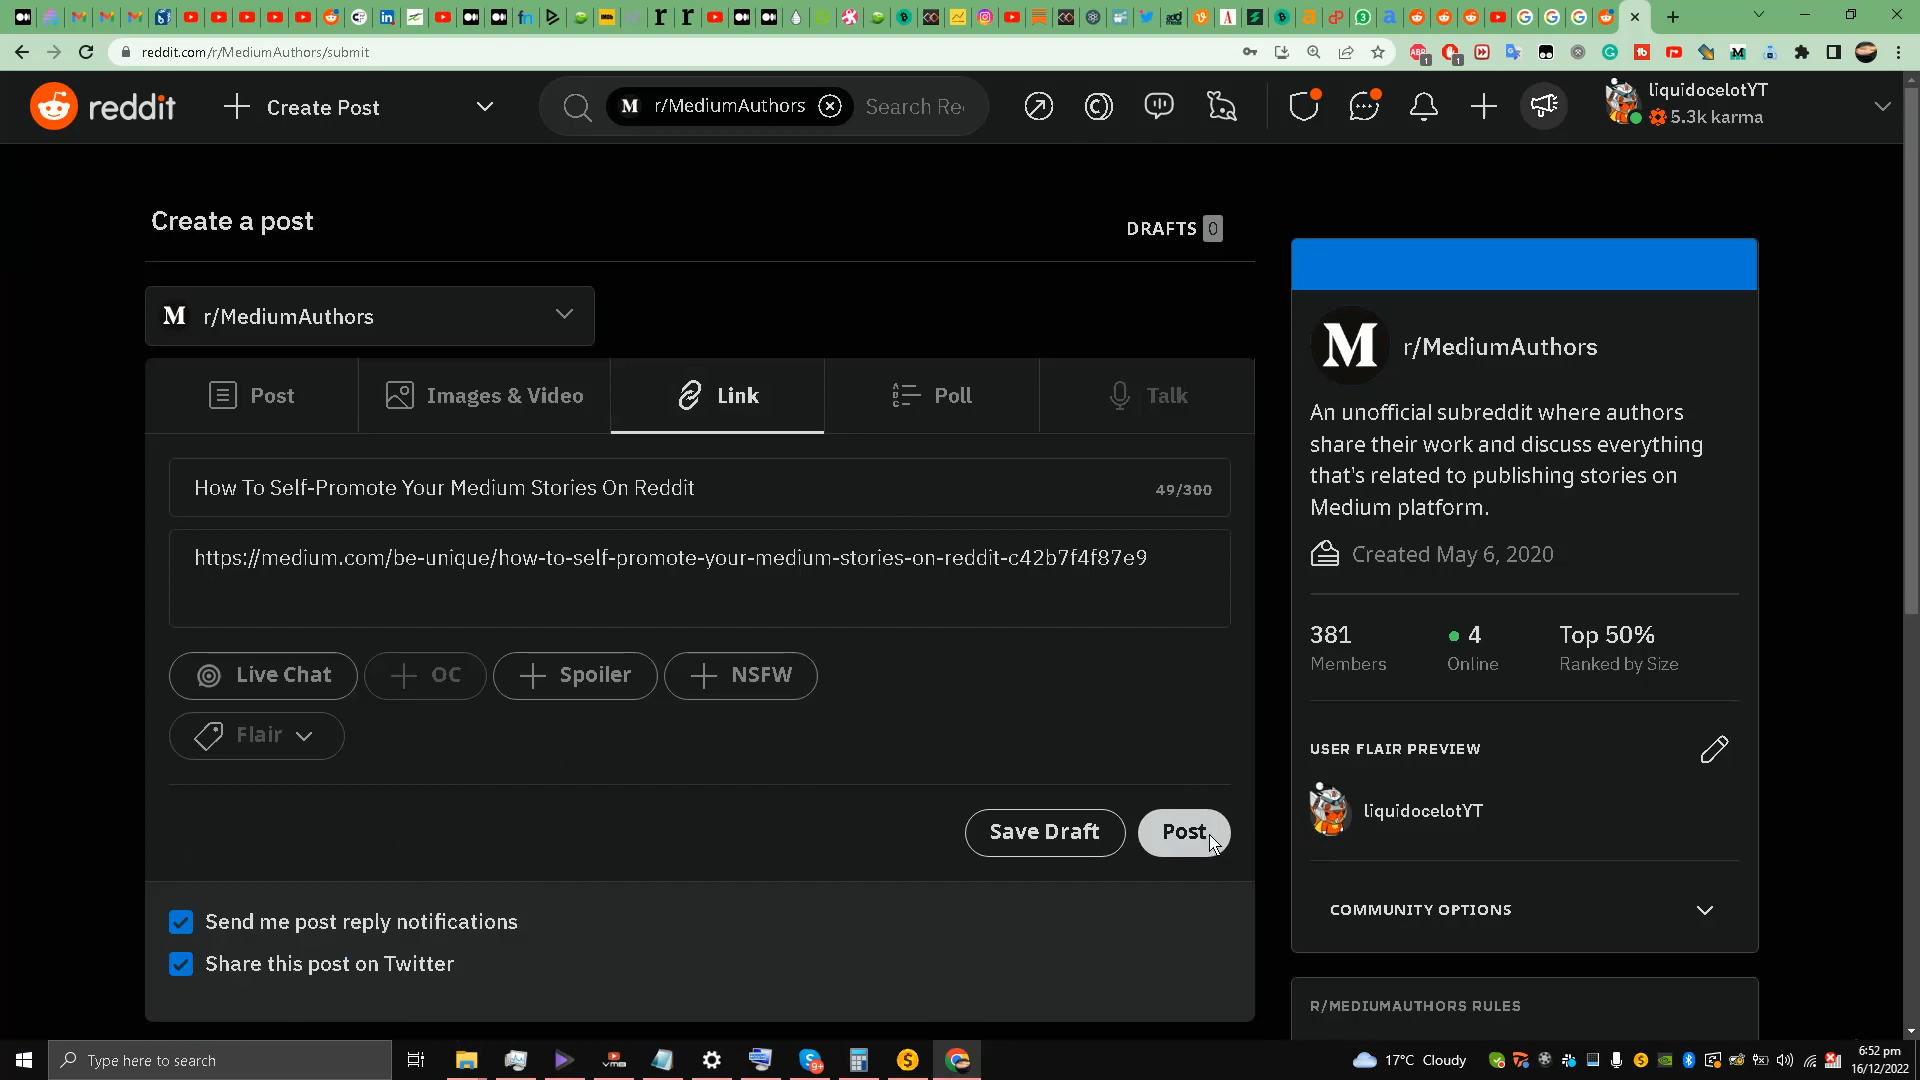 reddit.com/r/MediumAuthors/submit
reddit
Create Post
r/MediumAuthors
Search Re
liquidocelotYT
5.3k karma
Create a post
DRAFTS 0
r/MediumAuthors
Post
Images & Video
Link
Poll
Talk
How To Self-Promote Your Medium Stories On Reddit
49/300
https://medium.com/be-unique/how-to-self-promote-your-medium-stories-on-reddit-c42b7f4f87e9
Live Chat
OC
Spoiler
NSFW
Flair
Save Draft
Post
Send me post reply notifications
Share this post on Twitter
M
r/MediumAuthors
An unofficial subreddit where authors
share their work and discuss everything
that's related to publishing stories on
Medium platform.
Created May 6, 2020
381
4
Top 50%
Members
Online
Ranked by Size
USER FLAIR PREVIEW
liquidocelotYT
COMMUNITY OPTIONS
R/MEDIUMAUTHORS RULES
Type here to search
17°C Cloudy
6:52 pm
16/12/2022